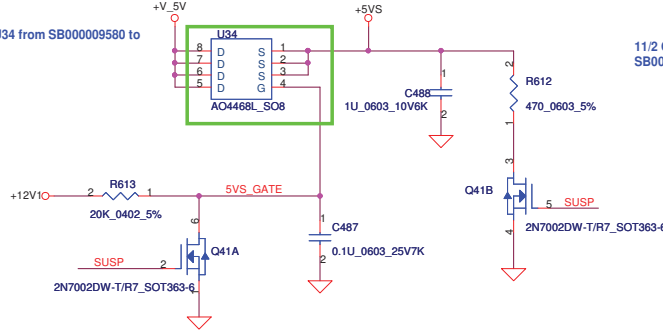 +V_5V
+5VS
U34 from SB000009580 to
U34
11/2
SB00
8 D S 1
7 D S 2
6 D S 3
5 D G 4
AO4468L_SO8
1
C488
1U_0603_10V6K
2
2
R612
470_0603_5%
1
3
Q41B
5 SUSP
4
2N7002DW-T/R7_SOT363-6
R613
+12V1 2 1 5VS_GATE
20K_0402_5%
6
Q41A
SUSP 2
2N7002DW-T/R7_SOT363-6
1
1
C487
0.1U_0603_25V7K
2